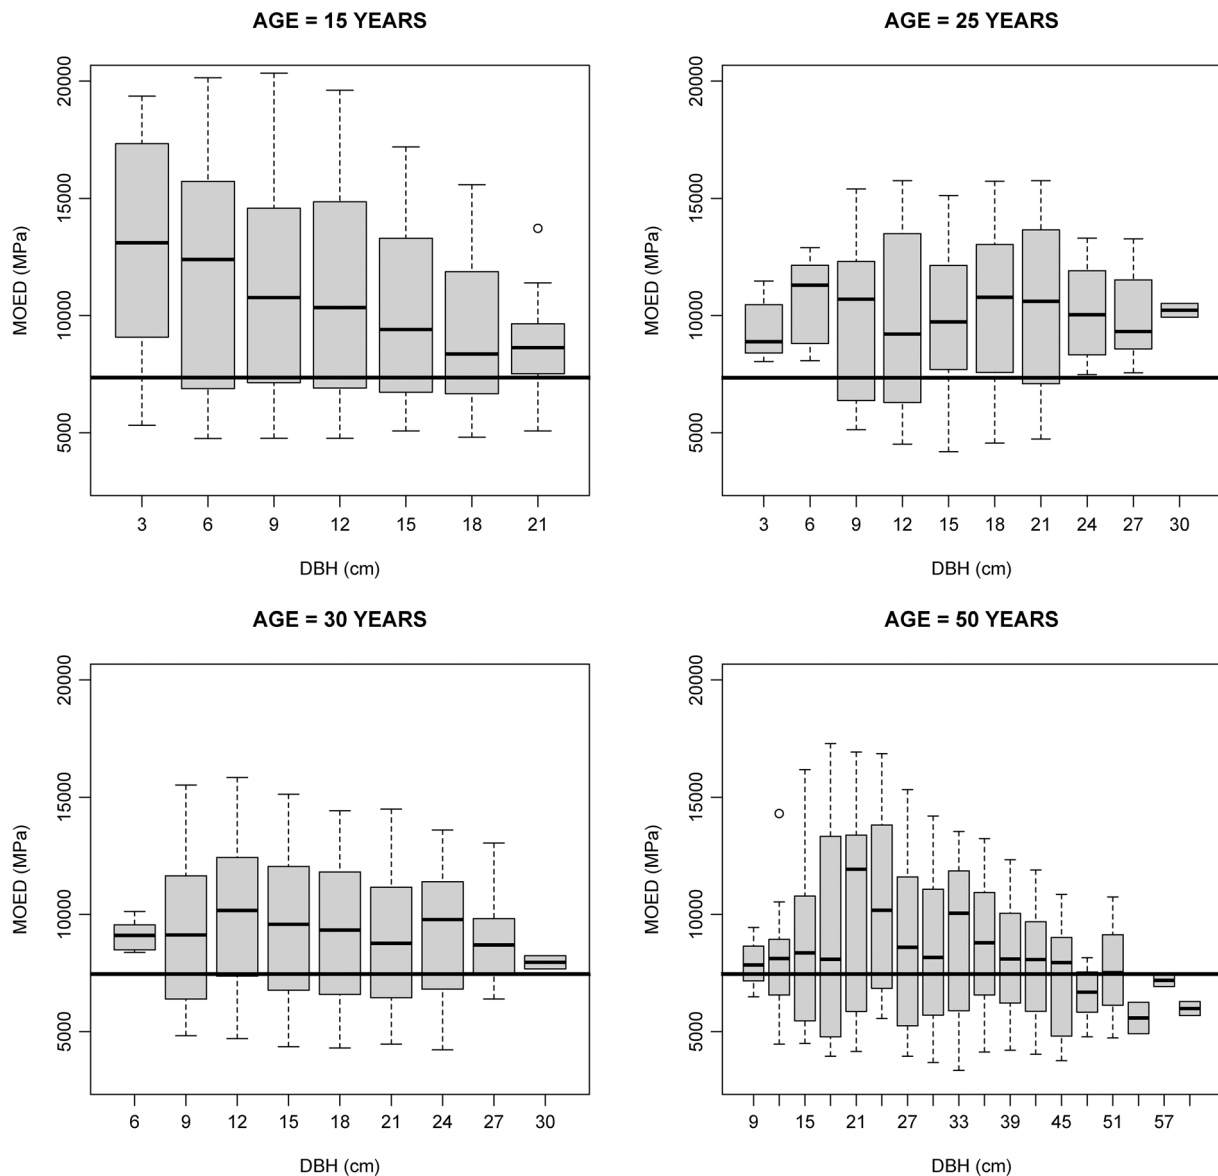 AGE = 15 YEARS
MOED (MPa)
20000
15000
10000
5000
3 6 9 12 15 18 21
DBH (cm)
AGE = 25 YEARS
MOED (MPa)
20000
15000
10000
5000
3 6 9 12 15 18 21 24 27 30
DBH (cm)
AGE = 30 YEARS
MOED (MPa)
20000
15000
10000
5000
6 9 12 15 18 21 24 27 30
DBH (cm)
AGE = 50 YEARS
MOED (MPa)
20000
15000
10000
5000
9 15 21 27 33 39 45 51 57
DBH (cm)